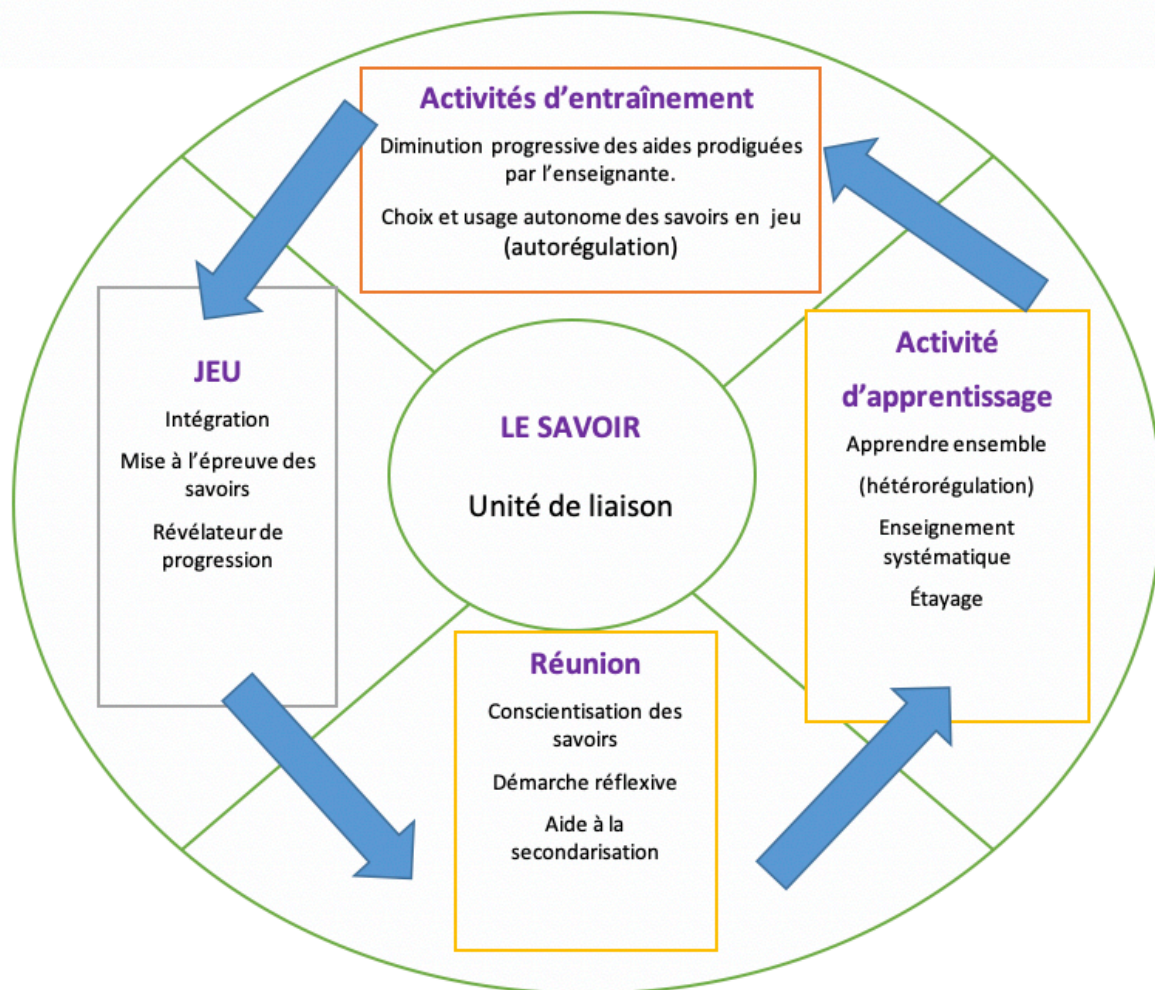 Activités d'entraînement
Diminution progressive des aides prodiguées
par l'enseignante.
Choix et usage autonome des savoirs en jeu
(autorégulation)
JEU
Intégration
Mise à l'épreuve des
savoirs
Révélateur de
progression
LE SAVOIR
Unité de liaison
Activité
d'apprentissage
Apprendre ensemble
(hétérorégulation)
Enseignement
systématique
Étayage
Réunion
Conscientisation des
savoirs
Démarche réflexive
Aide à la
secondarisation